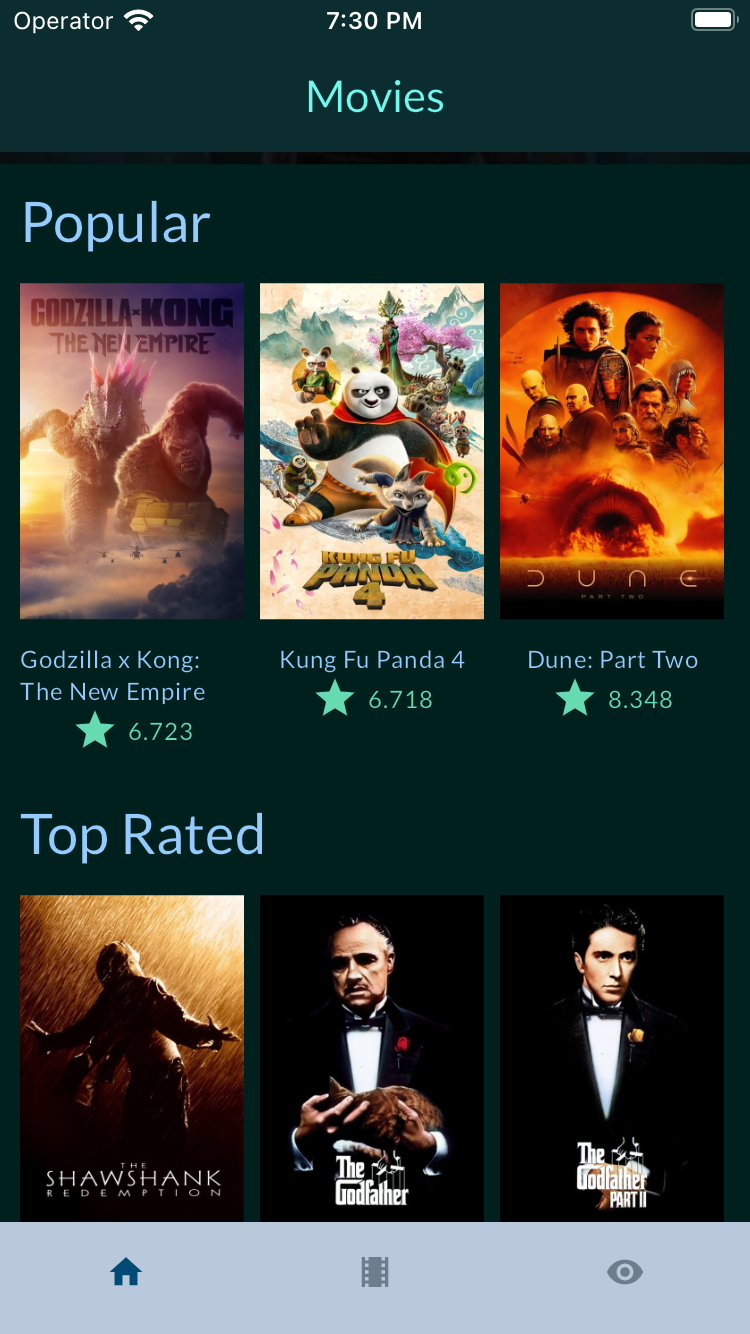 Operator
7:30 PM
Movies
Popular
GODZILLA x KONG
THE NEW EMPIRE
KUNG FU
PANDA
4
DUNE
PART TWO
Godzilla x Kong:
The New Empire
6.723
Kung Fu Panda 4
6.718
Dune: Part Two
8.348
Top Rated
THE
SHAWSHANK
REDEMPTION
The
Godfather
The
Godfather
PART II